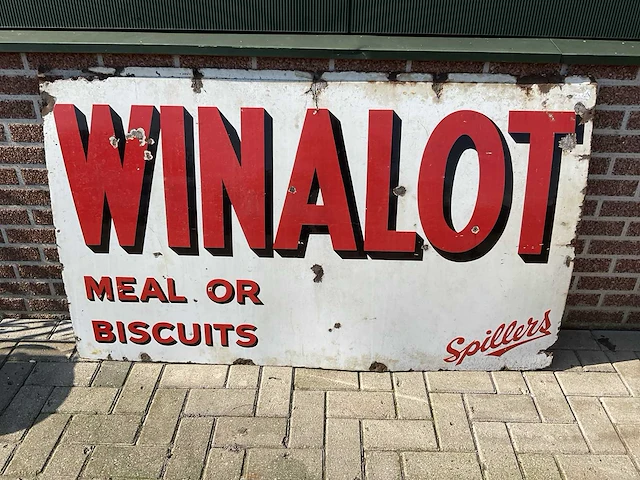 WINALOT
MEAL OR
BISCUITS
Spillers